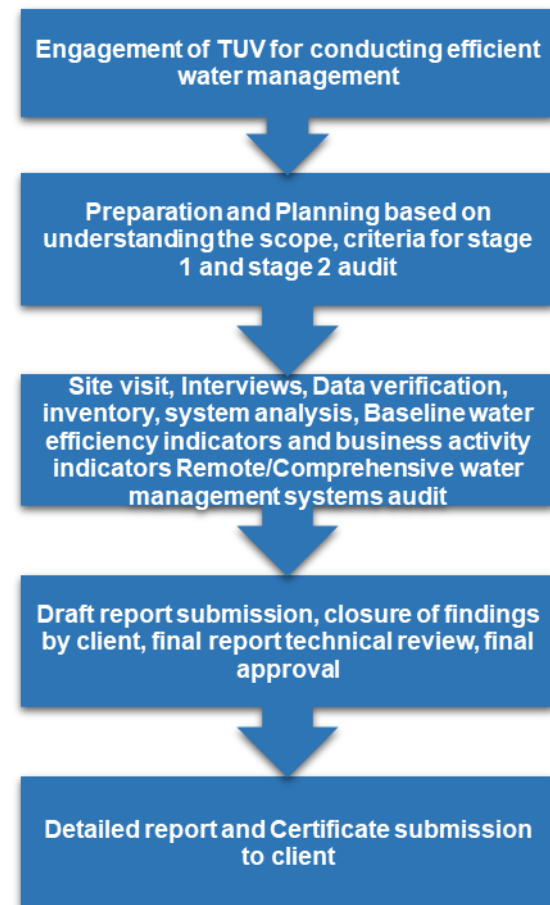 Engagement of TUV for conducting efficient
water management
Preparation and Planning based on
understanding the scope, criteria for stage
1 and stage 2 audit
Site visit, Interviews, Data verification,
inventory, system analysis, Baseline water
efficiency indicators and business activity
indicators Remote/Comprehensive water
management systems audit
Draft report submission, closure of findings
by client, final report technical review, final
approval
Detailed report and Certificate submission
to client